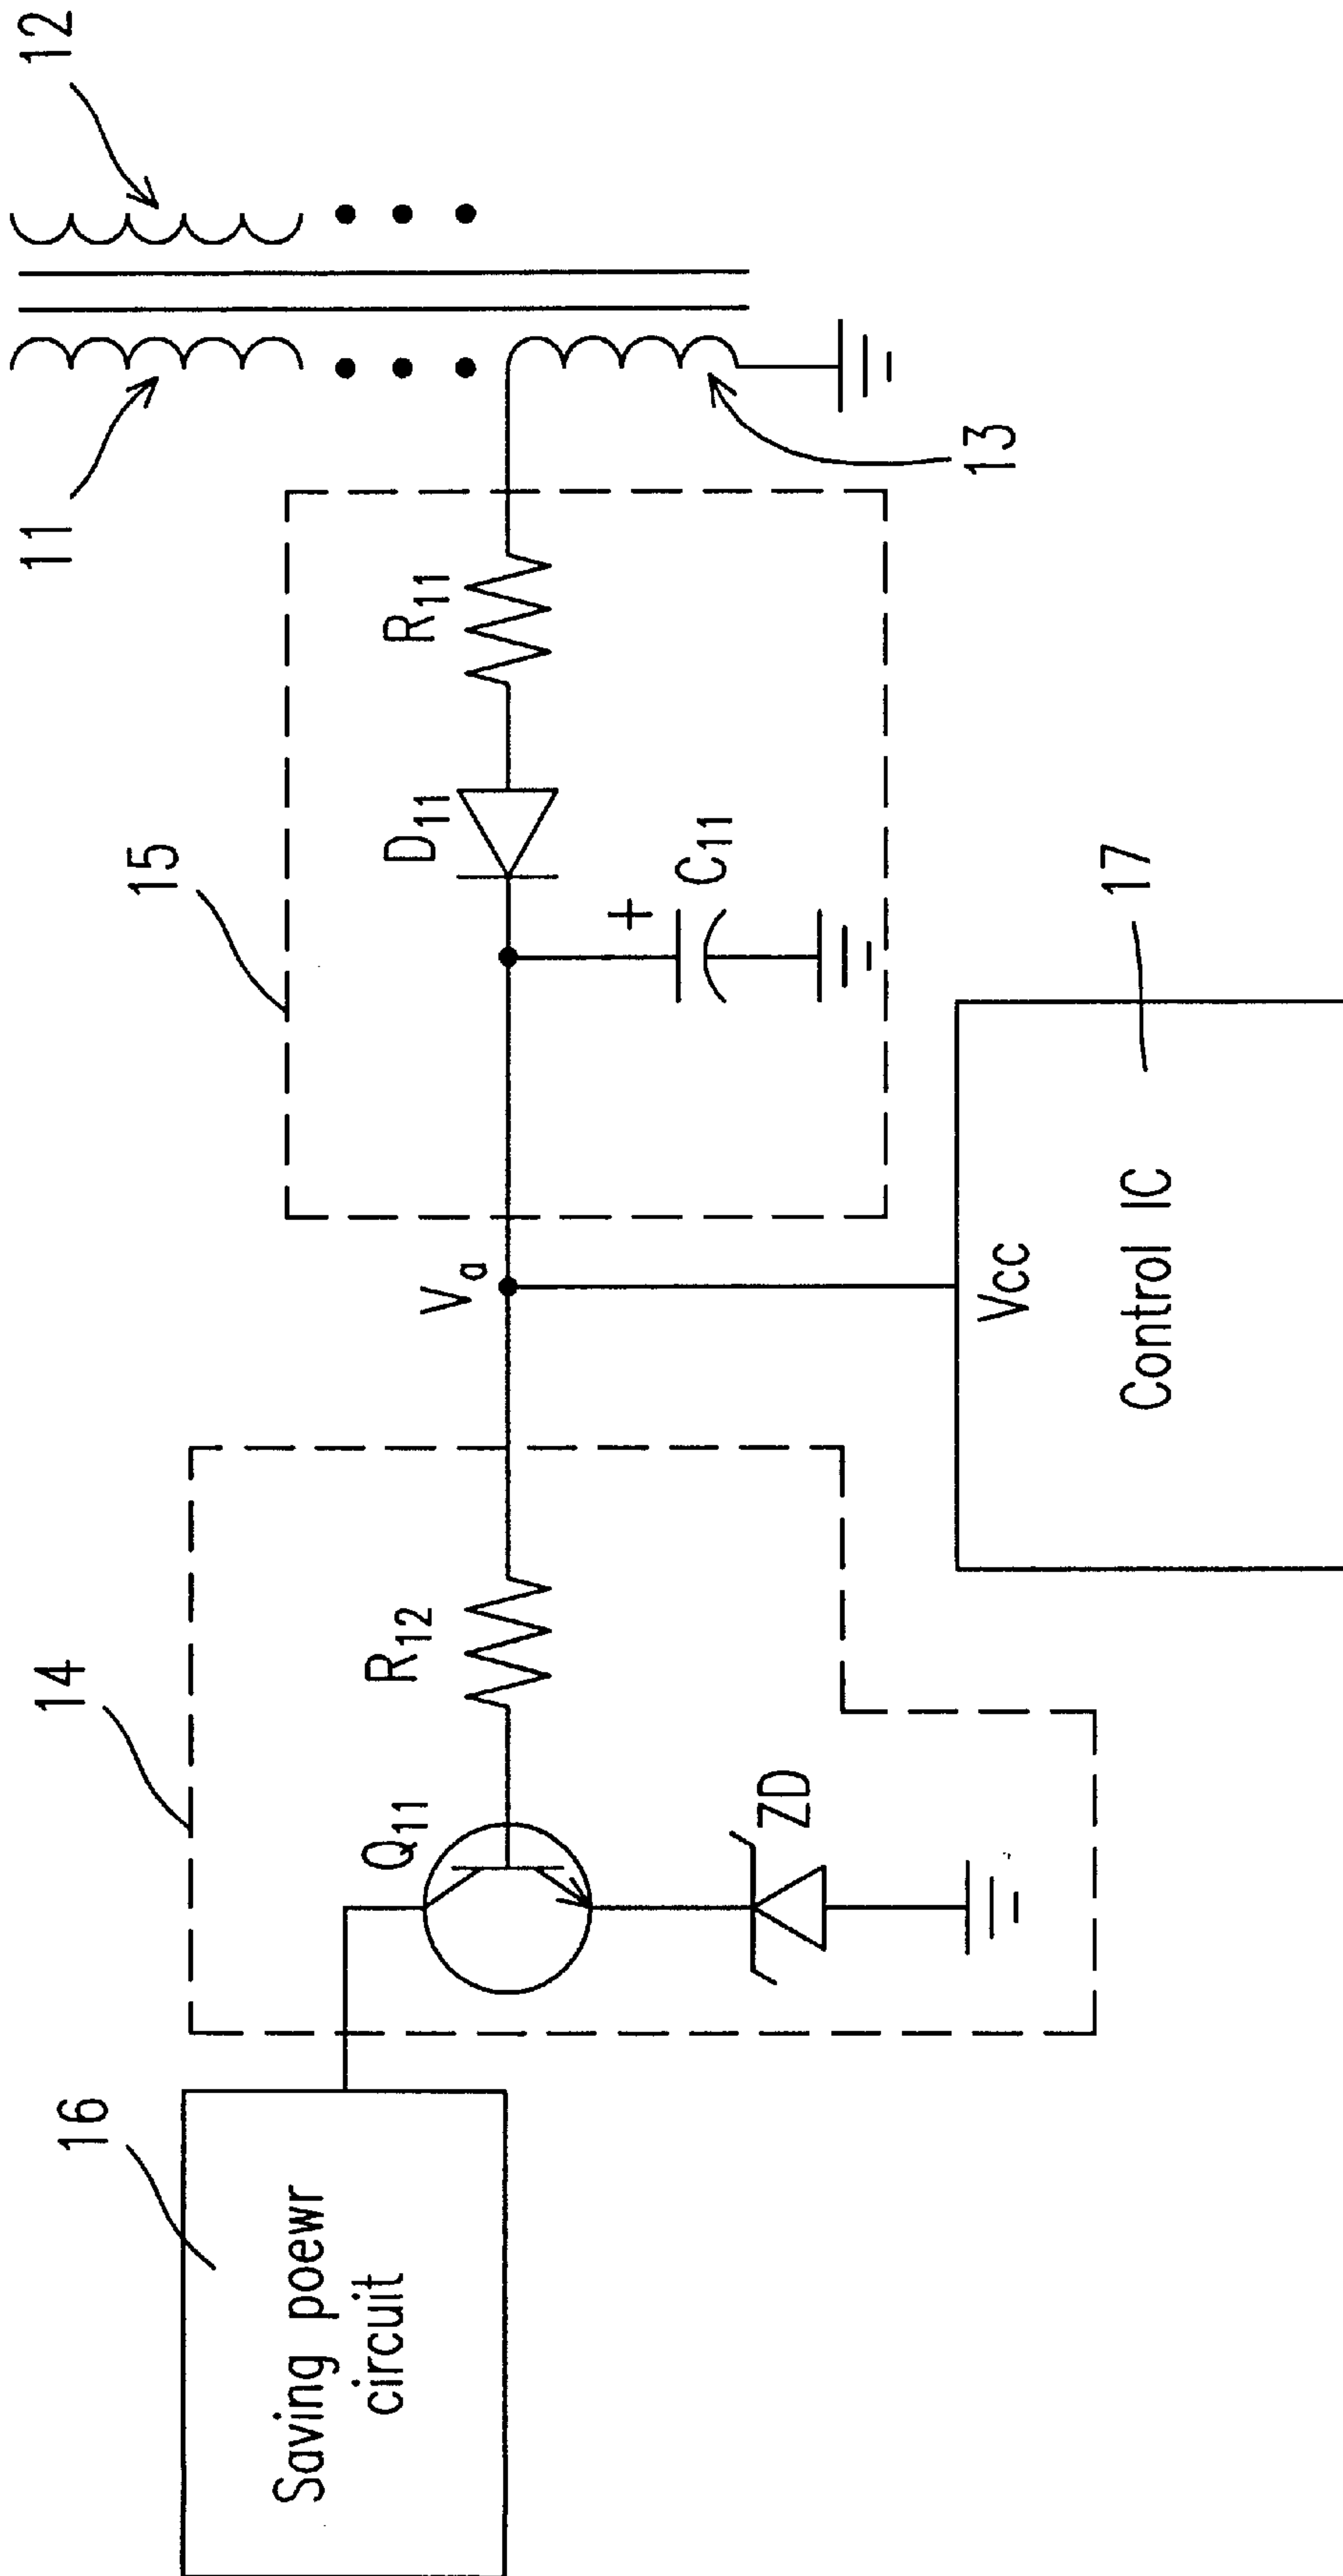 16
Saving poewr
circuit
14
Q11
R12
ZD
Va
15
D11
R11
+
C11
Vcc
Control IC
17
11
12
13